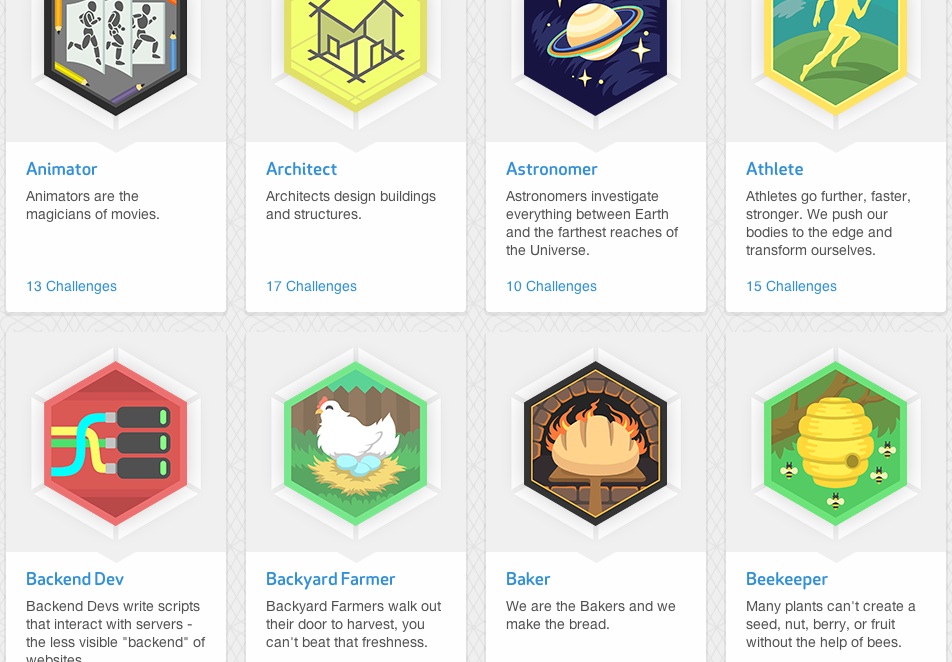 Animator
Animators are the
magicians of movies.
13 Challenges
Architect
Architects design buildings
and structures.
17 Challenges
Astronomer
Astronomers investigate
everything between Earth
and the farthest reaches of
the Universe.
10 Challenges
Athlete
Athletes go further, faster,
stronger. We push our
bodies to the edge and
transform ourselves.
15 Challenges
Backend Dev
Backend Devs write scripts
that interact with servers -
the less visible "backend" of
websites.
Backyard Farmer
Backyard Farmers walk out
their door to harvest, you
can't beat that freshness.
Baker
We are the Bakers and we
make the bread.
Beekeeper
Many plants can't create a
seed, nut, berry, or fruit
without the help of bees.